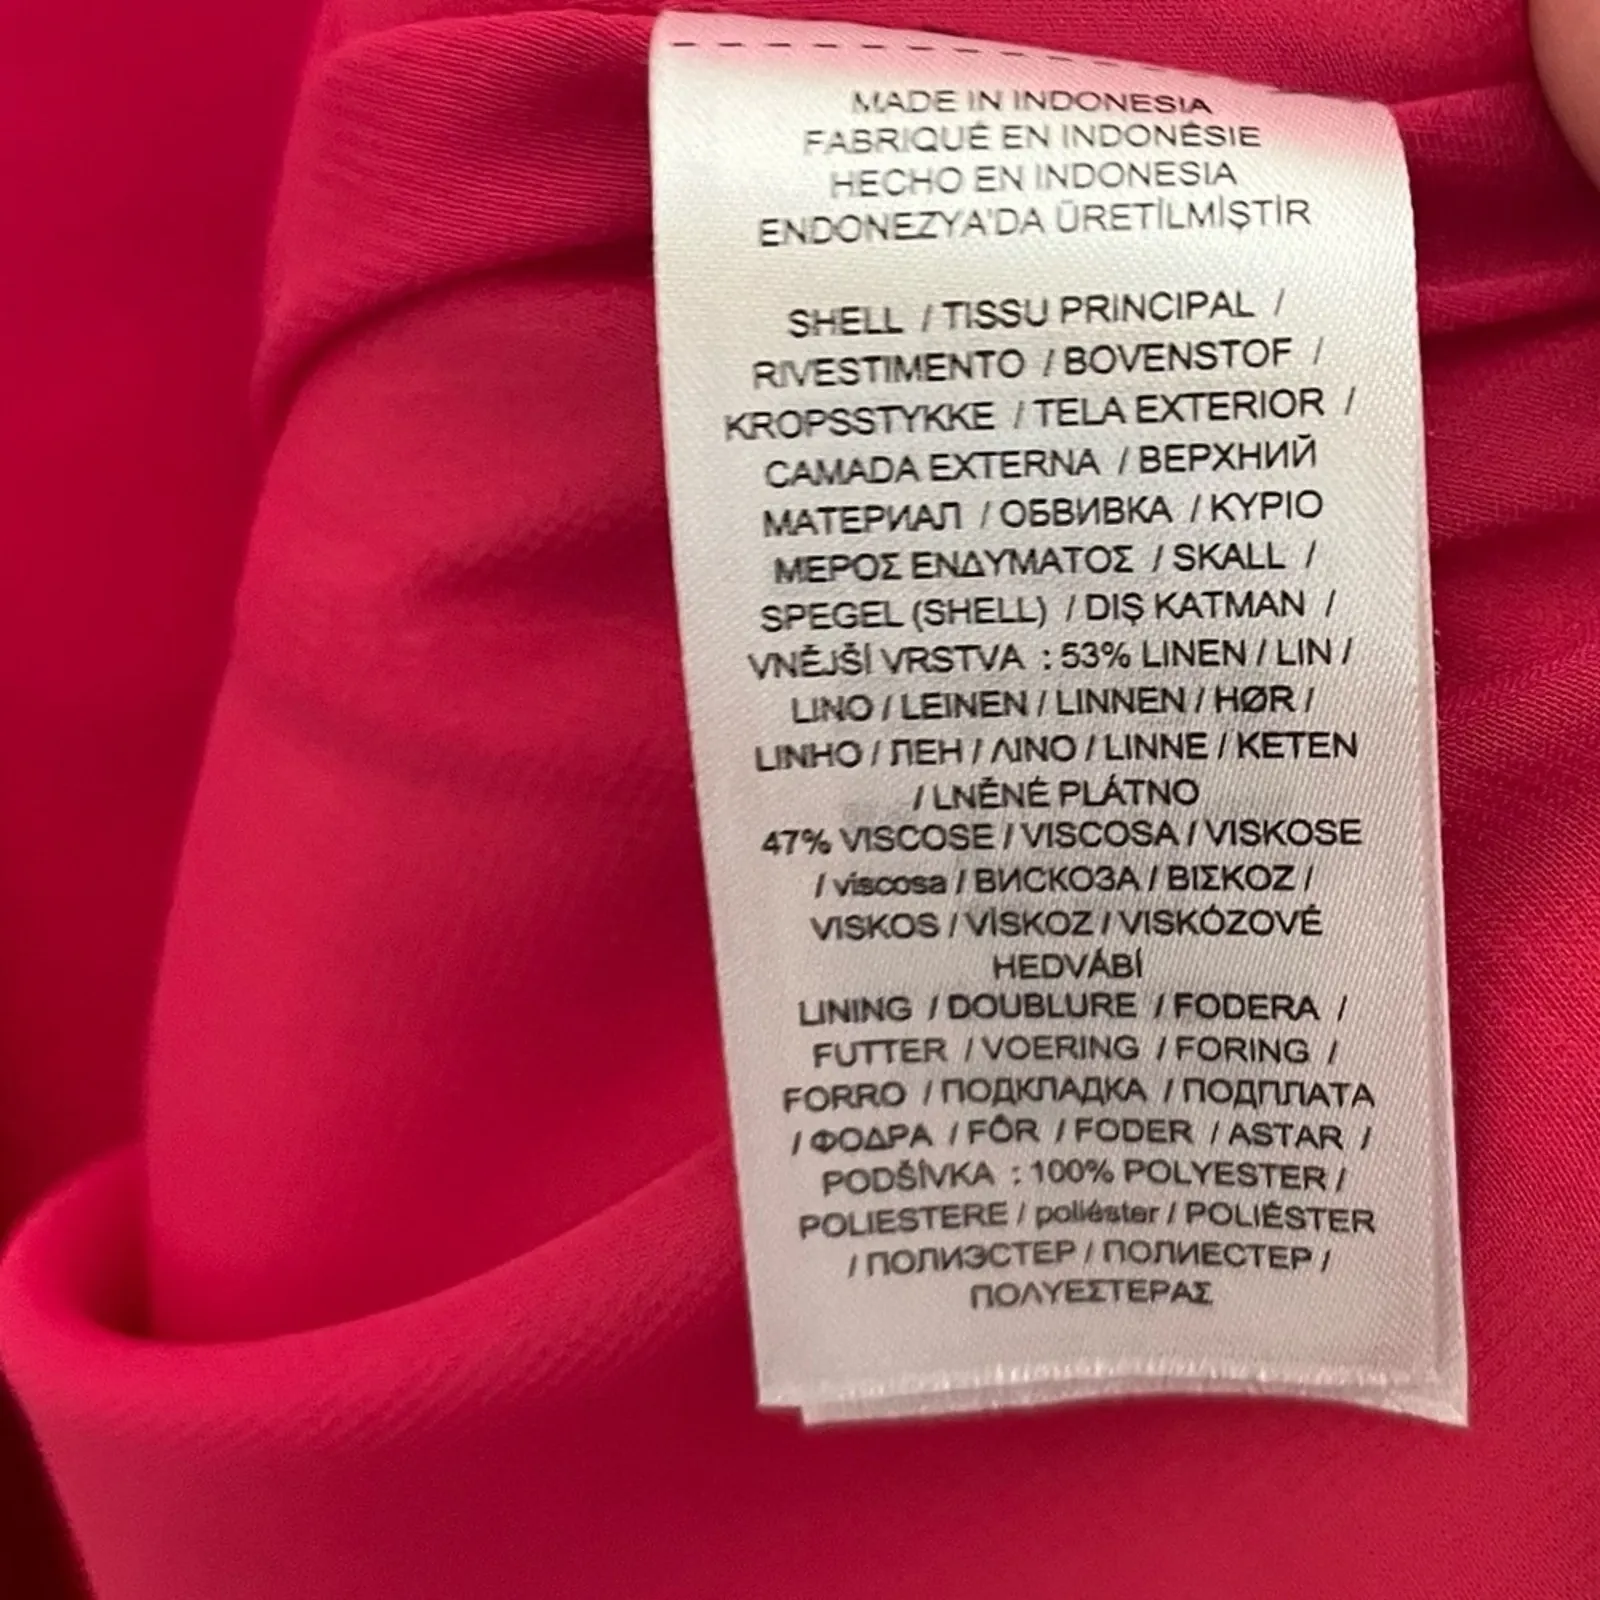 MADE IN INDONESIA
FABRIQUÉ EN INDONÉSIE
HECHO EN INDONESIA
ENDONEZYA'DA ÜRETİLMİŞTİR
SHELL / TISSU PRINCIPAL /
RIVESTIMENTO / BOVENSTOF /
KROPSSTYKKE / TELA EXTERIOR /
CAMADA EXTERNA / ВЕРХНИЙ
МАТЕРИАЛ / ОБВИВКА / ΚΥΡΙΟ
ΜΕΡΟΣ ΕΝΔΥΜΑΤΟΣ / SKALL /
SPEGEL (SHELL) / DIŞ KATMAN /
VNĚJŠÍ VRSTVA : 53% LINEN / LIN /
LINO / LEINEN / LINNEN / HØR /
LINHO / ЛЕН / ΛΙΝΟ / LINNE / KETEN
/ LNĚNÉ PLÁTNO
47% VISCOSE / VISCOSA / VISKOSE
/ viscosa / ВИСКОЗА / ΒΙΣΚΟΖ /
VISKOS / VİSKOZ / VISKÓZOVÉ
HEDVÁBÍ
LINING / DOUBLURE / FODERA /
FUTTER / VOERING / FORING /
FORRO / ПОДКЛАДКА / ПОДПЛАТА
/ ΦΟΔΡΑ / FÔR / FODER / ASTAR /
PODŠÍVKA : 100% POLYESTER /
POLIESTERE / poliéster / POLIÉSTER
/ ПОЛИЭСТЕР / ПОЛИЕСТЕР /
ΠΟΛΥΕΣΤΕΡΑΣ